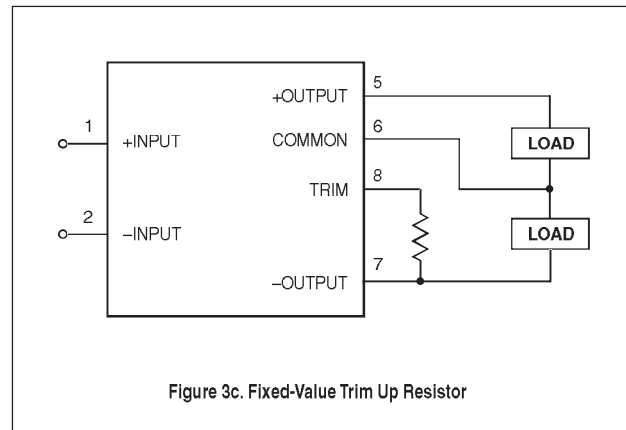 5
+OUTPUT
1
6
+INPUT
COMMON
LOAD
8
TRIM
2
–INPUT
LOAD
7
–OUTPUT
Figure 3c. Fixed-Value Trim Up Resistor